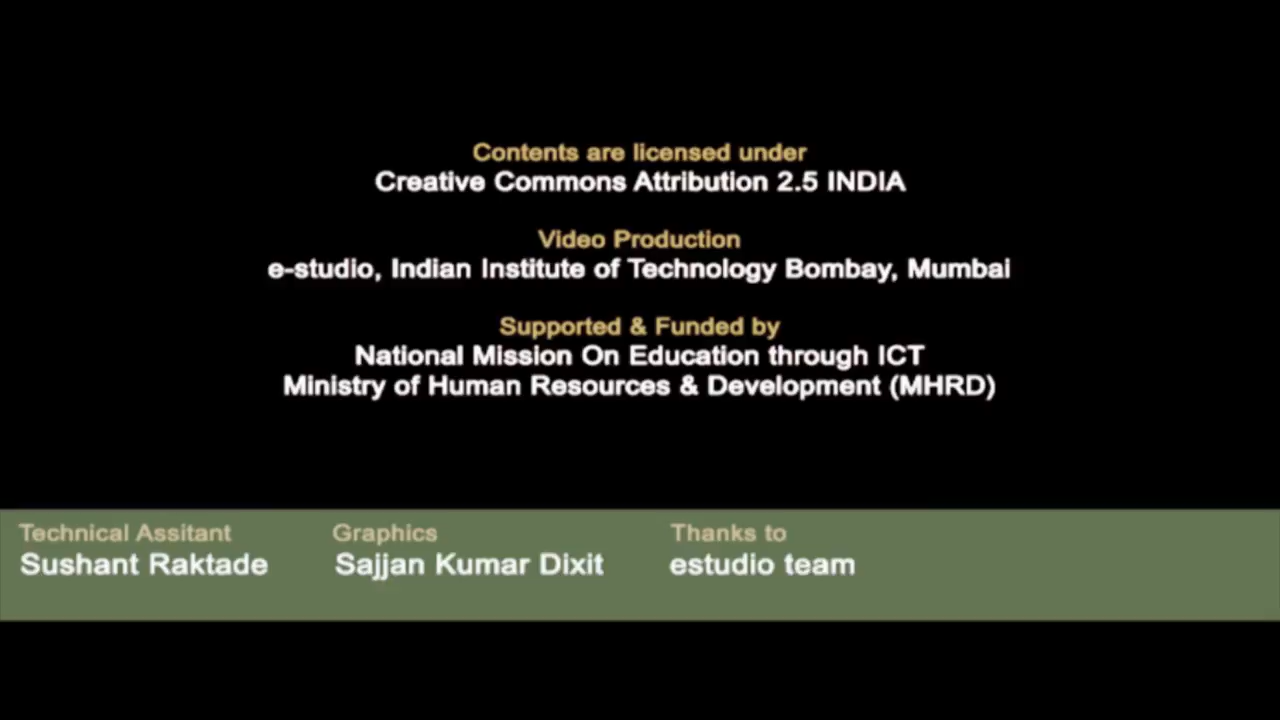 Contents are licensed under
Creative Commons Attribution 2.5 INDIA
Video Production
e-studio, Indian Institute of Technology Bombay, Mumbai
Supported & Funded by
National Mission On Education through ICT
Ministry of Human Resources & Development (MHRD)
Technical Assitant
Sushant Raktade
Graphics
Sajjan Kumar Dixit
Thanks to
estudio team